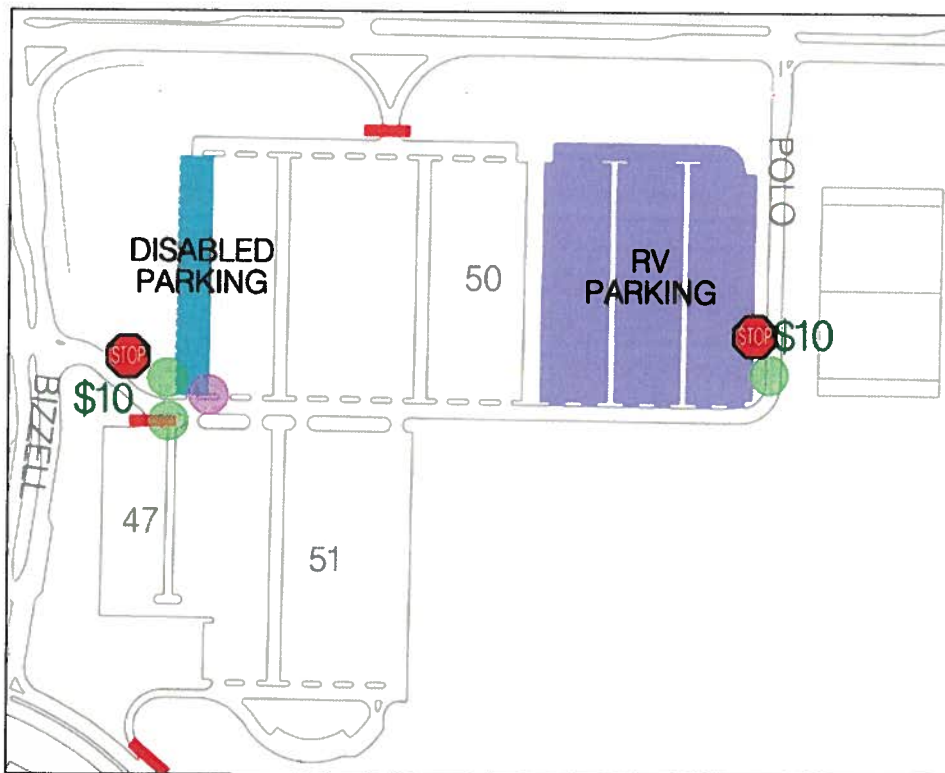 POLO
DISABLED
PARKING
RV
PARKING
50
STOP
$10
STOP
$10
BIZZELL
47
51